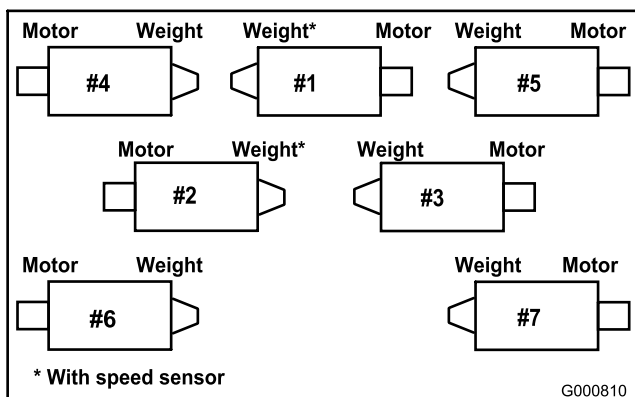 Motor Weight Weight* Motor Weight Motor
#4 #1 #5
Motor Weight* Weight Motor
#2 #3
Motor Weight Weight Motor
#6 #7
* With speed sensor
G000810